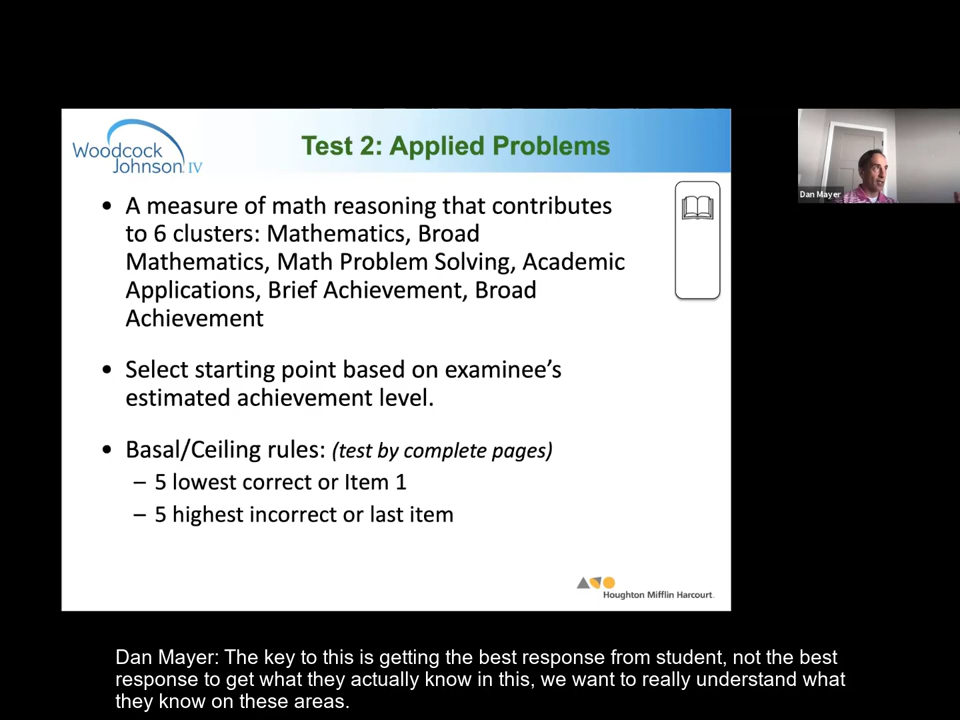 Woodcock
Johnson IV
Test 2: Applied Problems
• A measure of math reasoning that contributes
to 6 clusters: Mathematics, Broad
Mathematics, Math Problem Solving, Academic
Applications, Brief Achievement, Broad
Achievement
• Select starting point based on examinee’s
estimated achievement level.
• Basal/Ceiling rules: (test by complete pages)
– 5 lowest correct or Item 1
– 5 highest incorrect or last item
Houghton Mifflin Harcourt.
Dan Mayer
Dan Mayer: The key to this is getting the best response from student, not the best
response to get what they actually know in this, we want to really understand what
they know on these areas.